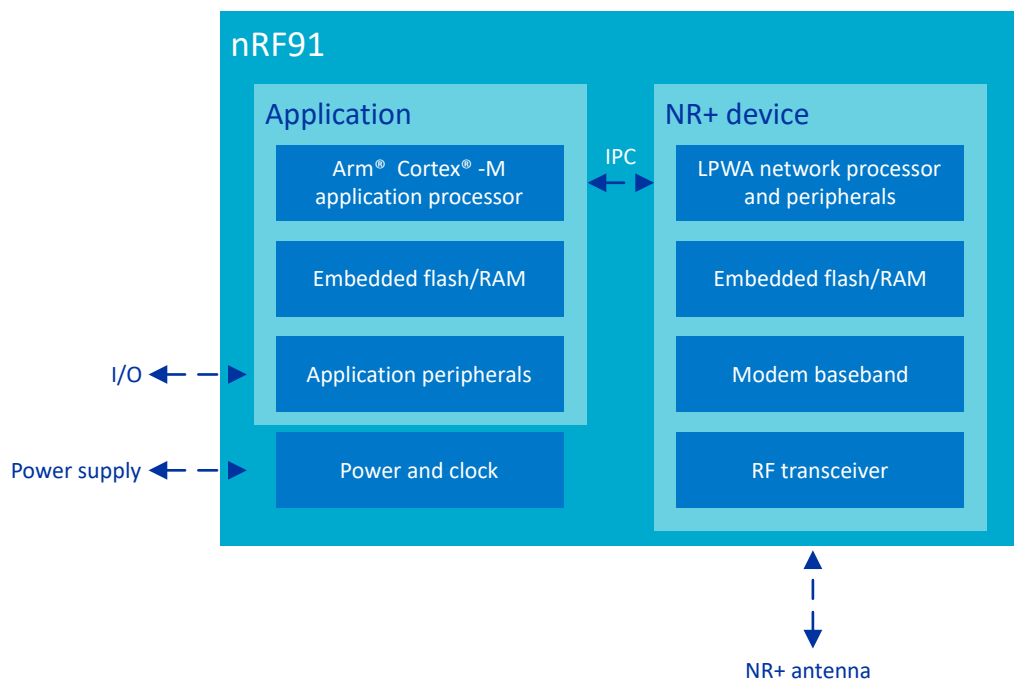 nRF91
Application
Arm® Cortex® -M
application processor
Embedded flash/RAM
Application peripherals
Power and clock
IPC
NR+ device
LPWA network processor
and peripherals
Embedded flash/RAM
Modem baseband
RF transceiver
I/O
Power supply
NR+ antenna